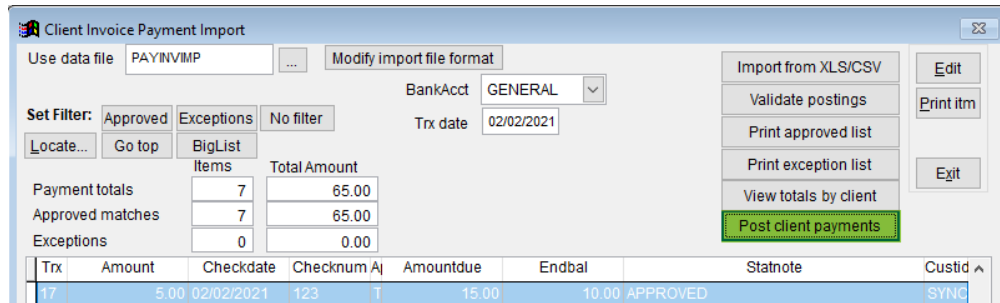 Client Invoice Payment Import
Use data file PAYINVIMP ... Modify import file format
Import from XLS/CSV Edit
BankAcct GENERAL
Validate postings Print itm
Set Filter: Approved Exceptions No filter Trx date 02/02/2021
Print approved list
Locate... Go top BigList
Items Total Amount Print exception list Exit
Payment totals 7 65.00 View totals by client
Approved matches 7 65.00 Post client payments
Exceptions 0 0.00
Trx Amount Checkdate Checknum Amountdue Endbal Statnote Custid
17 5.00 02/02/2021 123 T 15.00 10.00 APPROVED SYNC